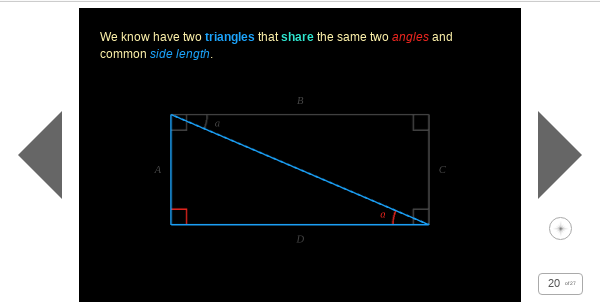 We know have two triangles that share the same two angles and
common side length.
B
a
A
C
a
D
20 of 27